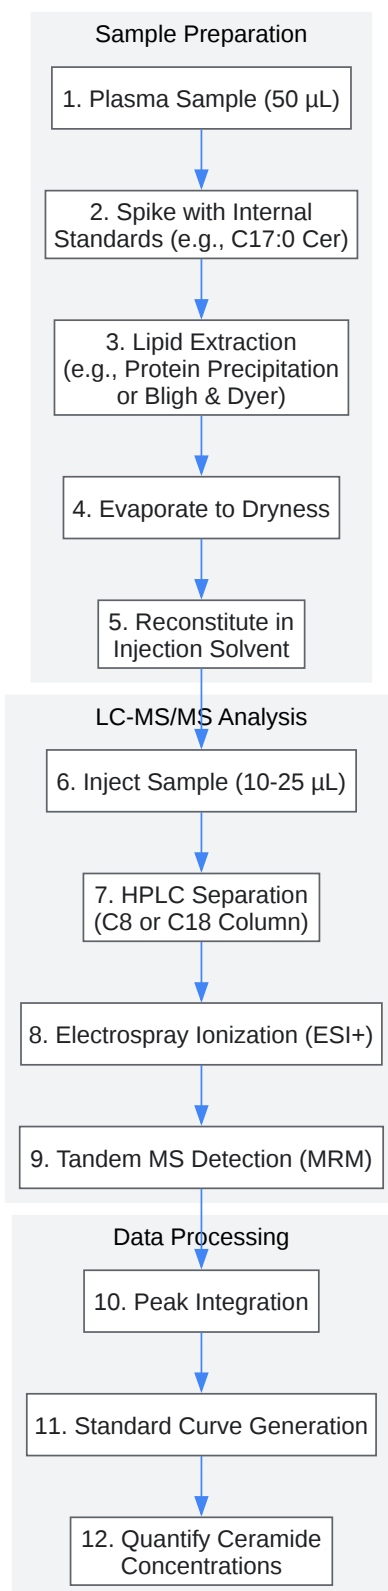 Sample Preparation
1. Plasma Sample (50 µL)
2. Spike with Internal
Standards (e.g., C17:0 Cer)
3. Lipid Extraction
(e.g., Protein Precipitation
or Bligh & Dyer)
4. Evaporate to Dryness
5. Reconstitute in
Injection Solvent
LC-MS/MS Analysis
6. Inject Sample (10-25 µL)
7. HPLC Separation
(C8 or C18 Column)
8. Electrospray Ionization (ESI+)
9. Tandem MS Detection (MRM)
Data Processing
10. Peak Integration
11. Standard Curve Generation
12. Quantify Ceramide
Concentrations